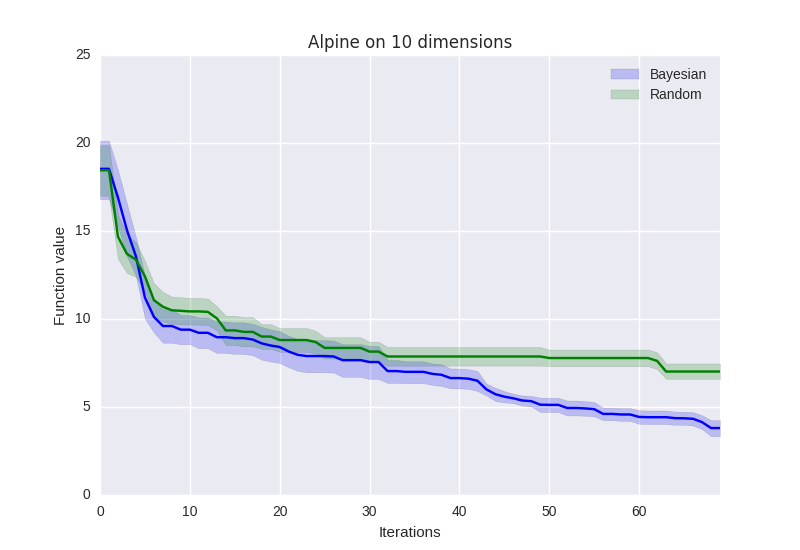 Alpine on 10 dimensions
25
20
15
10
5
0
Function value
Bayesian
Random
0 10 20 30 40 50 60
Iterations